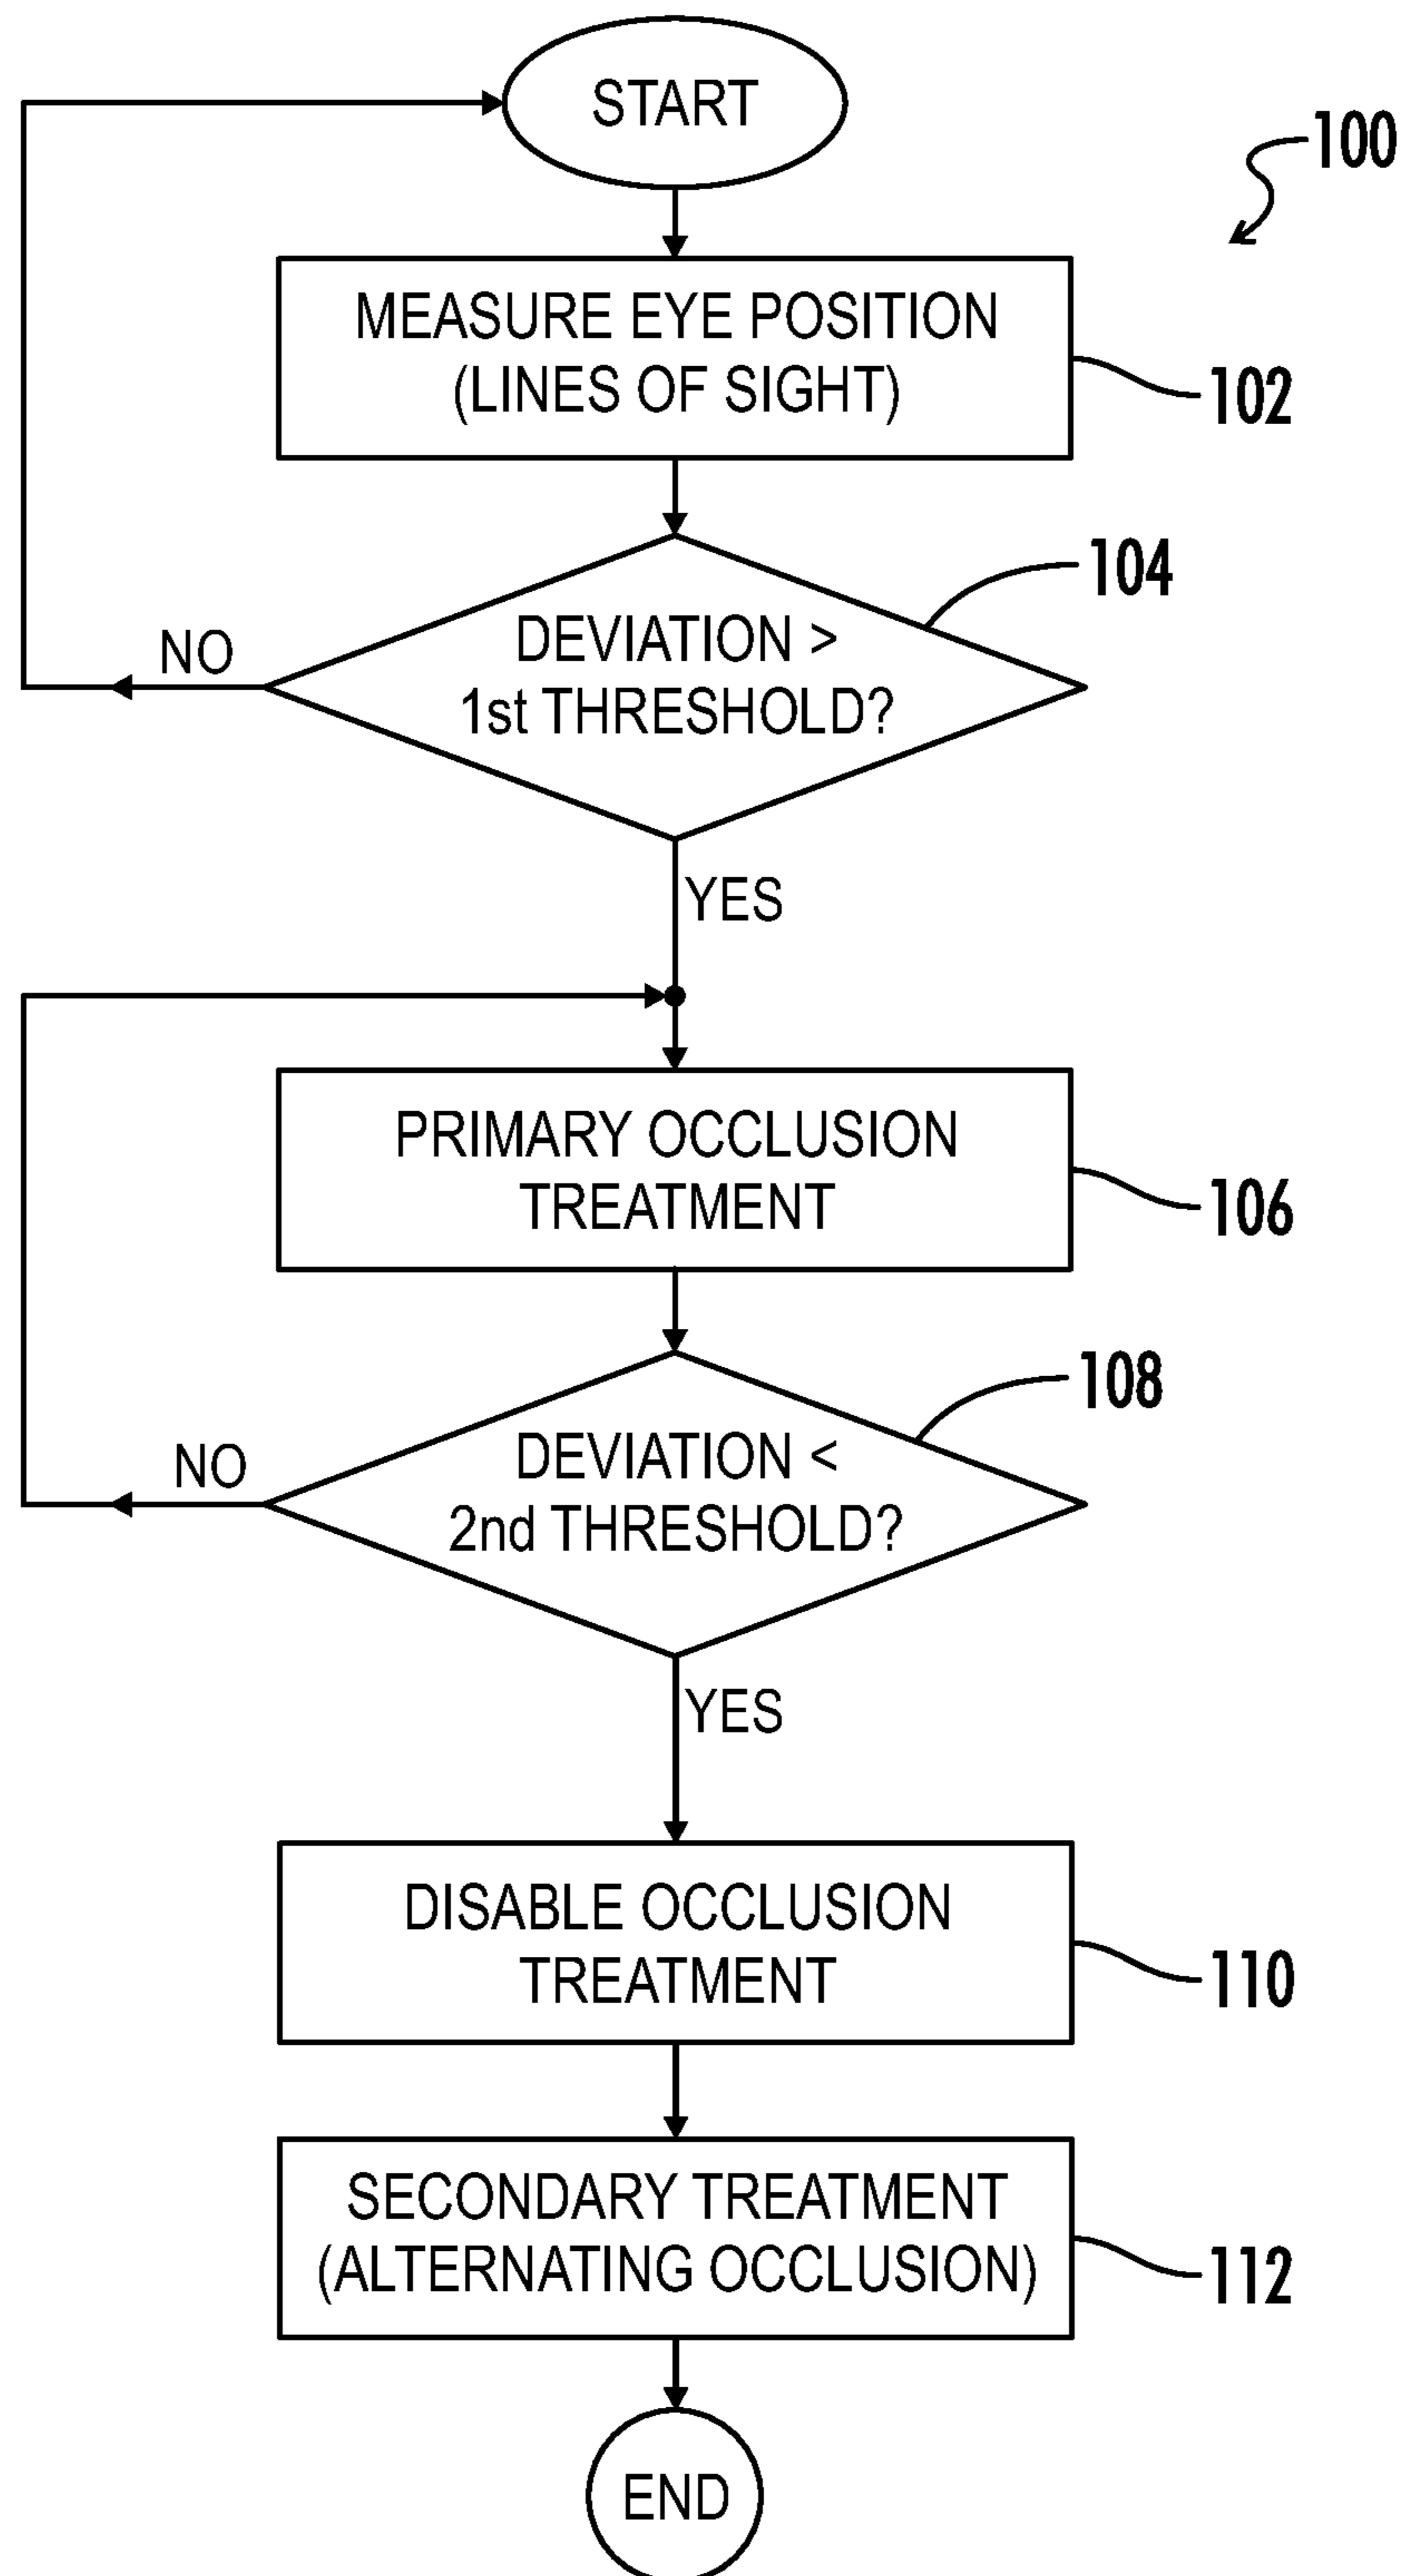 START
100
MEASURE EYE POSITION
(LINES OF SIGHT)
102
104
DEVIATION >
1st THRESHOLD?
NO
YES
PRIMARY OCCLUSION
TREATMENT
106
108
DEVIATION <
2nd THRESHOLD?
NO
YES
DISABLE OCCLUSION
TREATMENT
110
SECONDARY TREATMENT
(ALTERNATING OCCLUSION)
112
END